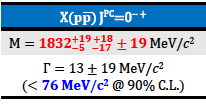 X(pp̅) J^PC=0^-+
M = 1832^{+19}_{-5} ^{+18}_{-17} ± 19 MeV/c²
Γ = 13 ± 19 MeV/c²
(< 76 MeV/c² @ 90% C.L.)